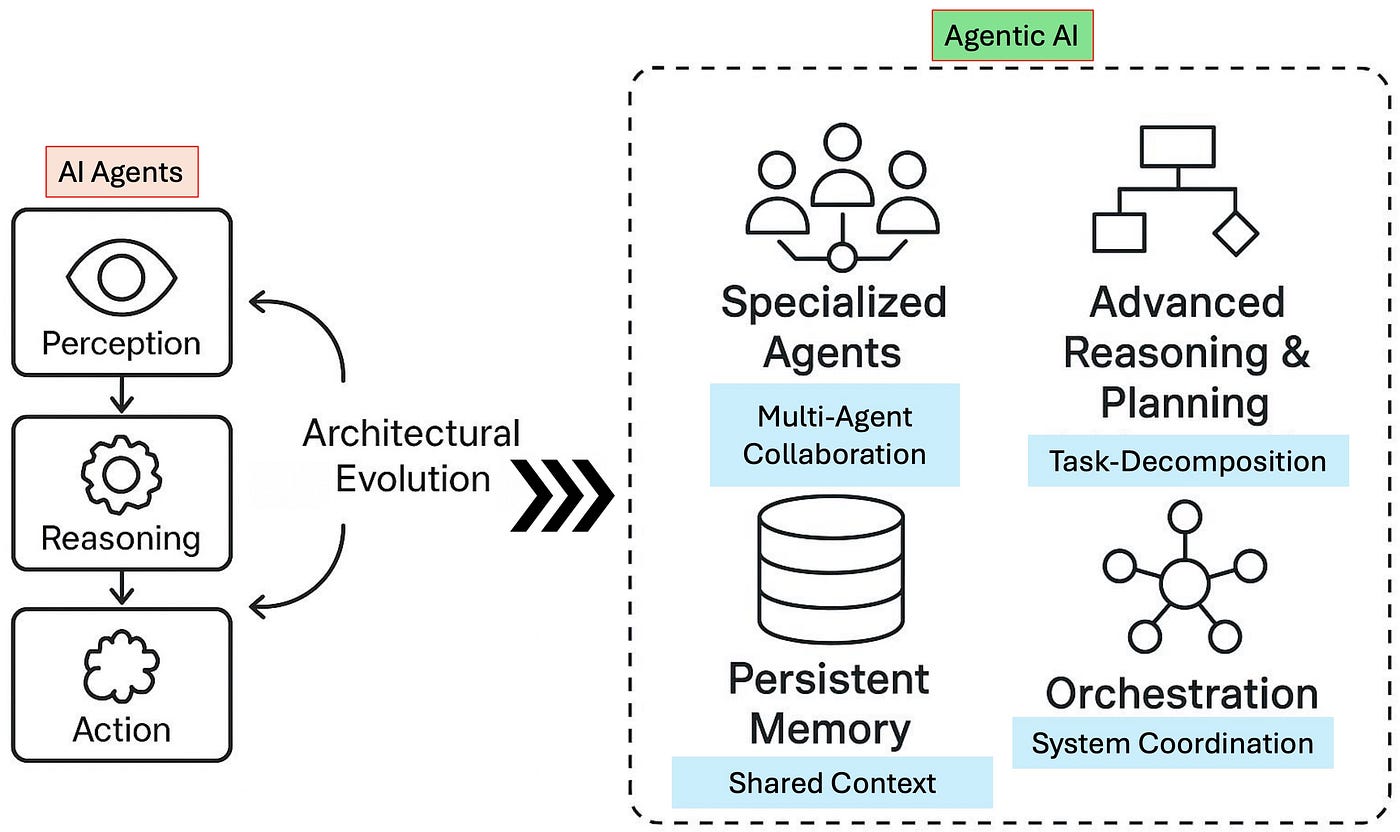 Agentic AI
AI Agents
Perception
Reasoning
Action
Architectural
Evolution
Specialized
Agents
Multi-Agent
Collaboration
Advanced
Reasoning &
Planning
Task-Decomposition
Persistent
Memory
Shared Context
Orchestration
System Coordination